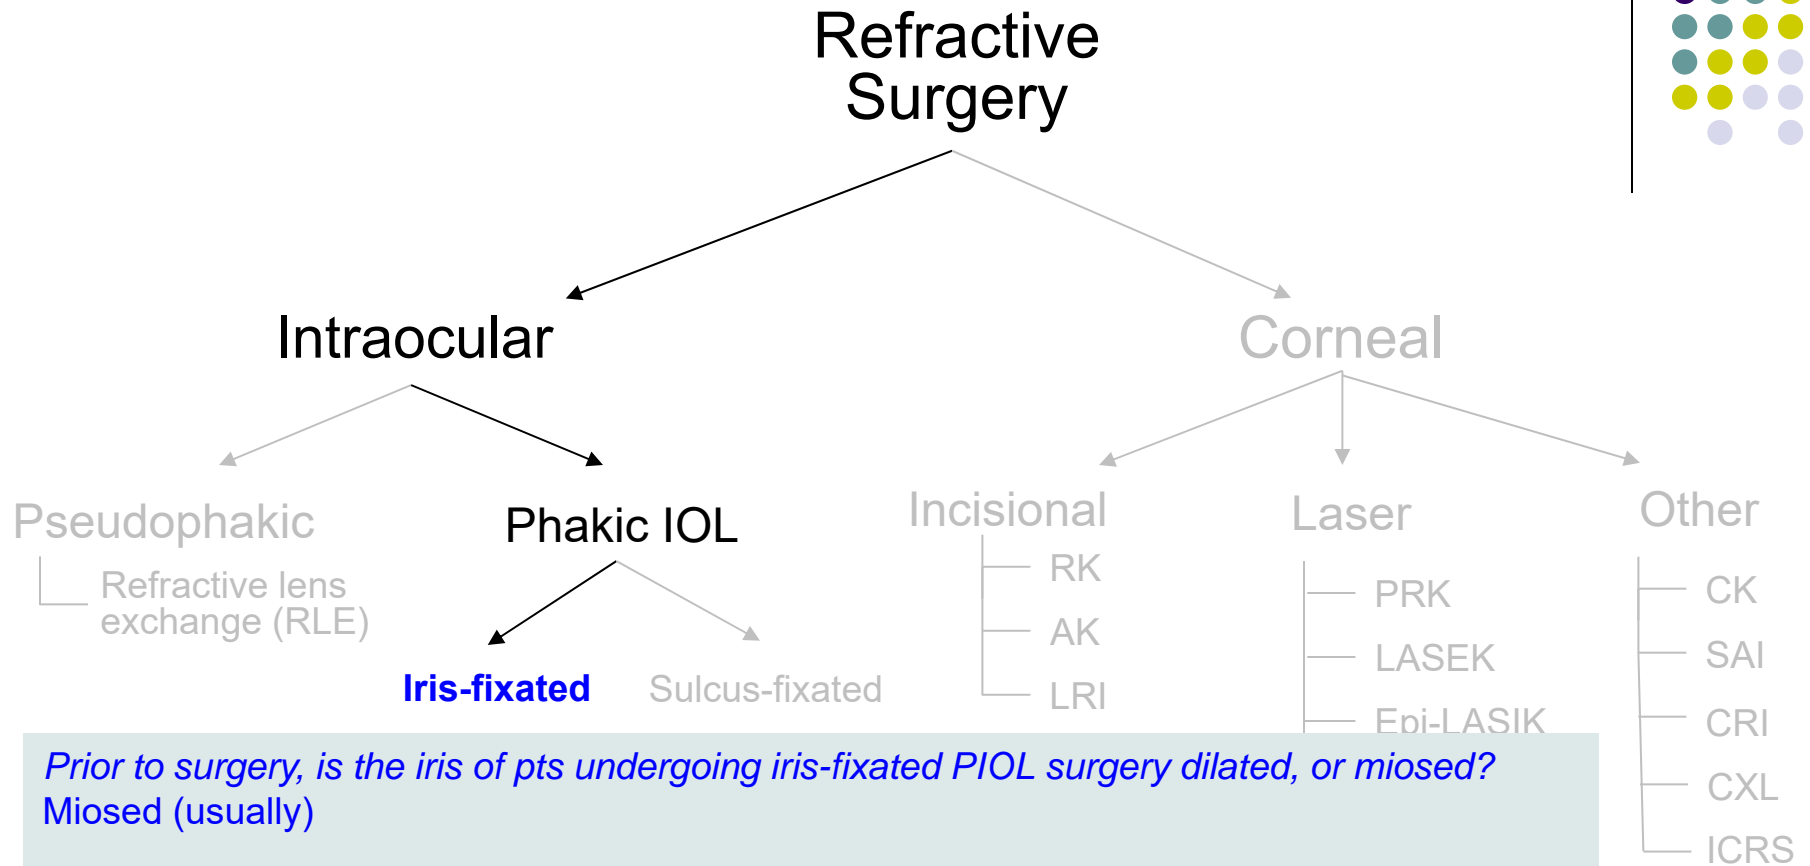 Refractive
Surgery
Intraocular
Corneal
Pseudophakic
Refractive lens
exchange (RLE)
Phakic IOL
Iris-fixated
Sulcus-fixated
Incisional
RK
AK
LRI
Laser
PRK
LASEK
Epi-LASIK
Other
CK
SAI
CRI
CXL
ICRS
Prior to surgery, is the iris of pts undergoing iris-fixated PIOL surgery dilated, or miosed?
Miosed (usually)